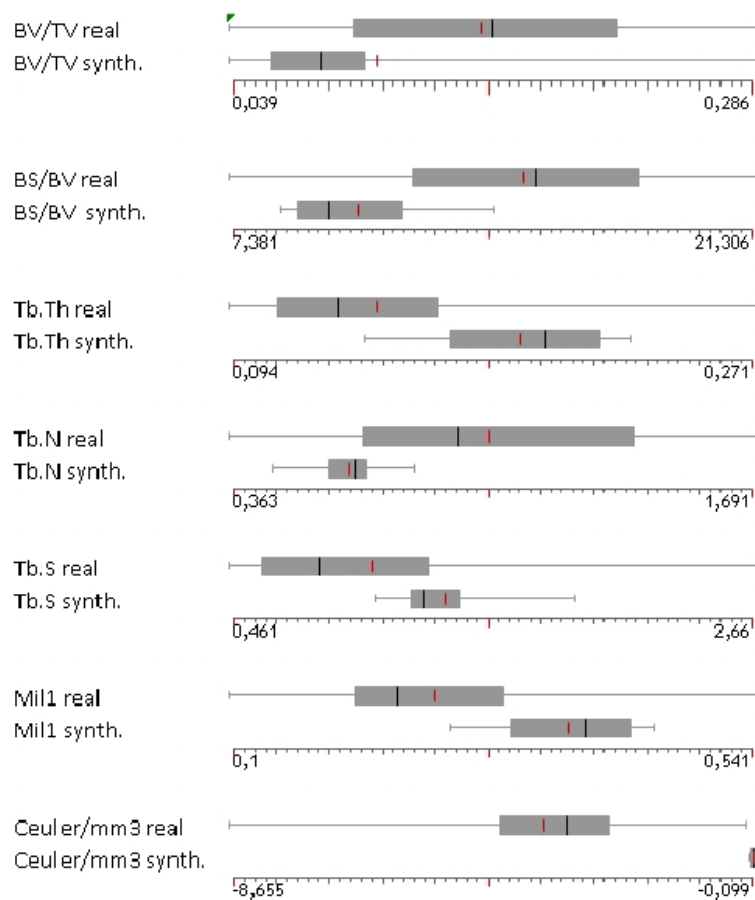 BV/TV real
BV/TV synth.
0,039 0,286
BS/BV real
BS/BV synth.
7,381 21,306
Tb.Th real
Tb.Th synth.
0,094 0,271
Tb.N real
Tb.N synth.
0,363 1,691
Tb.S real
Tb.S synth.
0,461 2,66
Mil1 real
Mil1 synth.
0,1 0,541
Ceuler/mm3 real
Ceuler/mm3 synth.
-8,655 -0,099